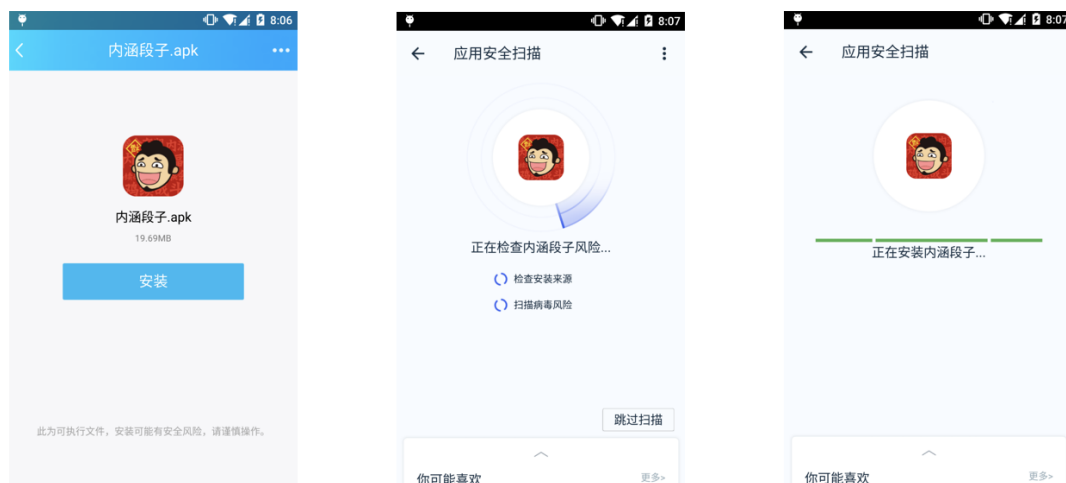 8:06
内涵段子.apk
内涵段子.apk
19.69MB
安装
此为可执行文件，安装可能有安全风险，请谨慎操作。
8:07
应用安全扫描
正在检查内涵段子风险...
检查安装来源
扫描病毒风险
跳过扫描
你可能喜欢
更多>
8:07
应用安全扫描
正在安装内涵段子...
你可能喜欢
更多>